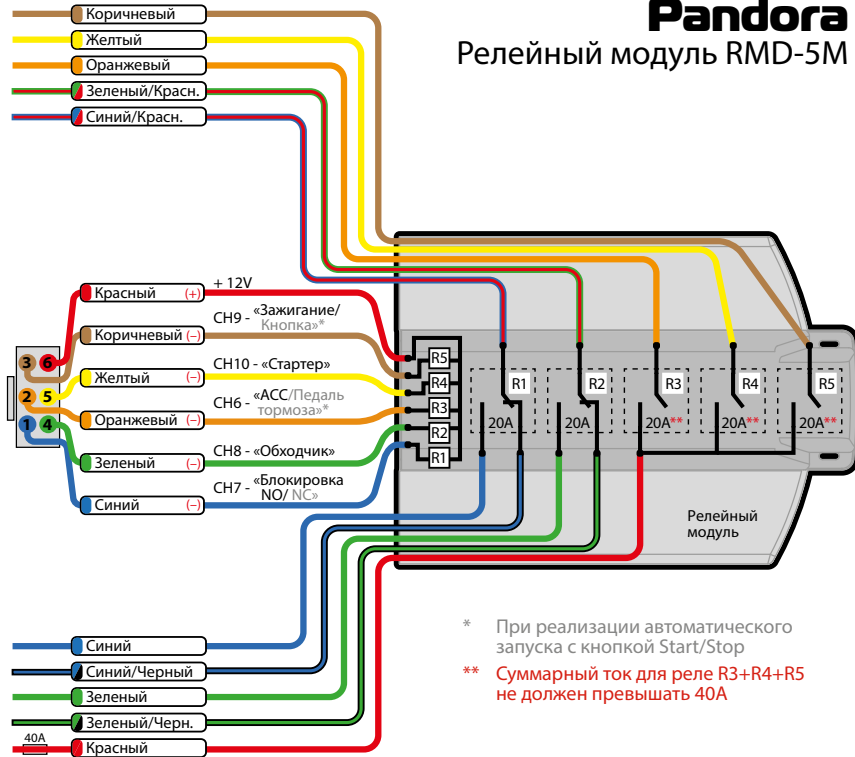 Pandora
Релейный модуль RMD-5M
Коричневый
Желтый
Оранжевый
Зеленый/Красн.
Синий/Красн.
Красный (+)
+ 12V
Коричневый (–)
CH9 - «Зажигание/
Кнопка»*
Желтый (–)
CH10 - «Стартер»
Оранжевый (–)
CH6 - «ACC/Педаль
тормоза»*
Зеленый (–)
CH8 - «Обходчик»
Синий (–)
CH7 - «Блокировка
NO/ NC»
3 6
2 5
1 4
R5
R4
R3
R2
R1
R1 R2 R3 R4 R5
20A 20A 20A** 20A** 20A**
Релейный
модуль
Синий
Синий/Черный
Зеленый
Зеленый/Черн.
40A
Красный
* При реализации автоматического
запуска с кнопкой Start/Stop
** Суммарный ток для реле R3+R4+R5
не должен превышать 40A